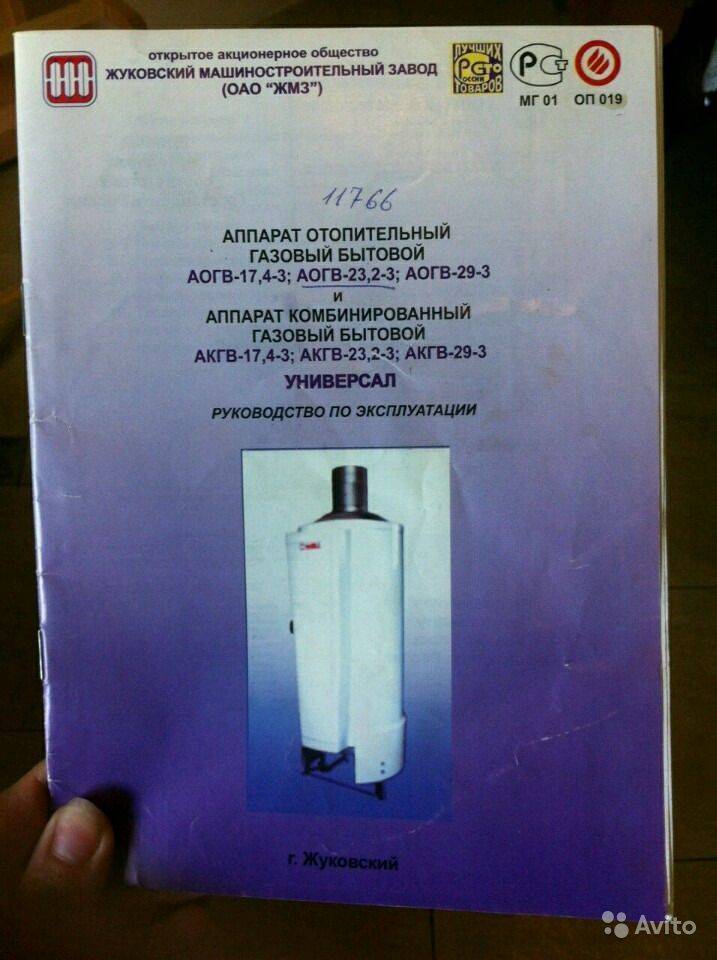 открытое акционерное общество
ЖУКОВСКИЙ МАШИНОСТРОИТЕЛЬНЫЙ ЗАВОД
(ОАО "ЖМЗ")
ЛУЧШИХ
РОССИИ
ТОВАРОВ
МГ 01 ОП 019
11766
АППАРАТ ОТОПИТЕЛЬНЫЙ
ГАЗОВЫЙ БЫТОВОЙ
АОГВ-17,4-3; АОГВ-23,2-3; АОГВ-29-3
и
АППАРАТ КОМБИНИРОВАННЫЙ
ГАЗОВЫЙ БЫТОВОЙ
АКГВ-17,4-3; АКГВ-23,2-3; АКГВ-29-3
УНИВЕРСАЛ
РУКОВОДСТВО ПО ЭКСПЛУАТАЦИИ
г. Жуковский
Avito